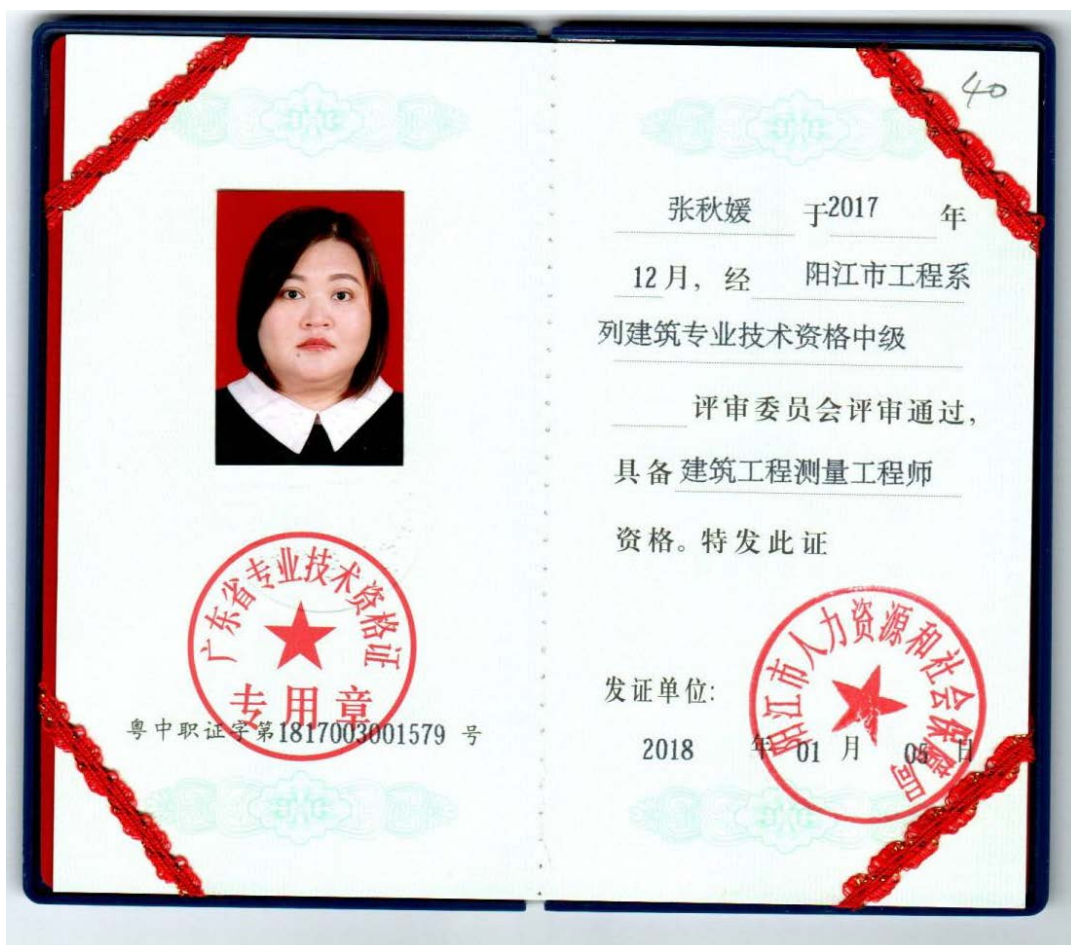 广东省专业技术资格证
专用章
粤中职证字第1817003001579 号
40
张秋媛 于2017 年
12月, 经 阳江市工程系
列建筑专业技术资格中级
评审委员会评审通过,
具备 建筑工程测量工程师
资格。特发此证
阳江市人力资源和社会保障局
发证单位:
2018 年 01 月 05 日